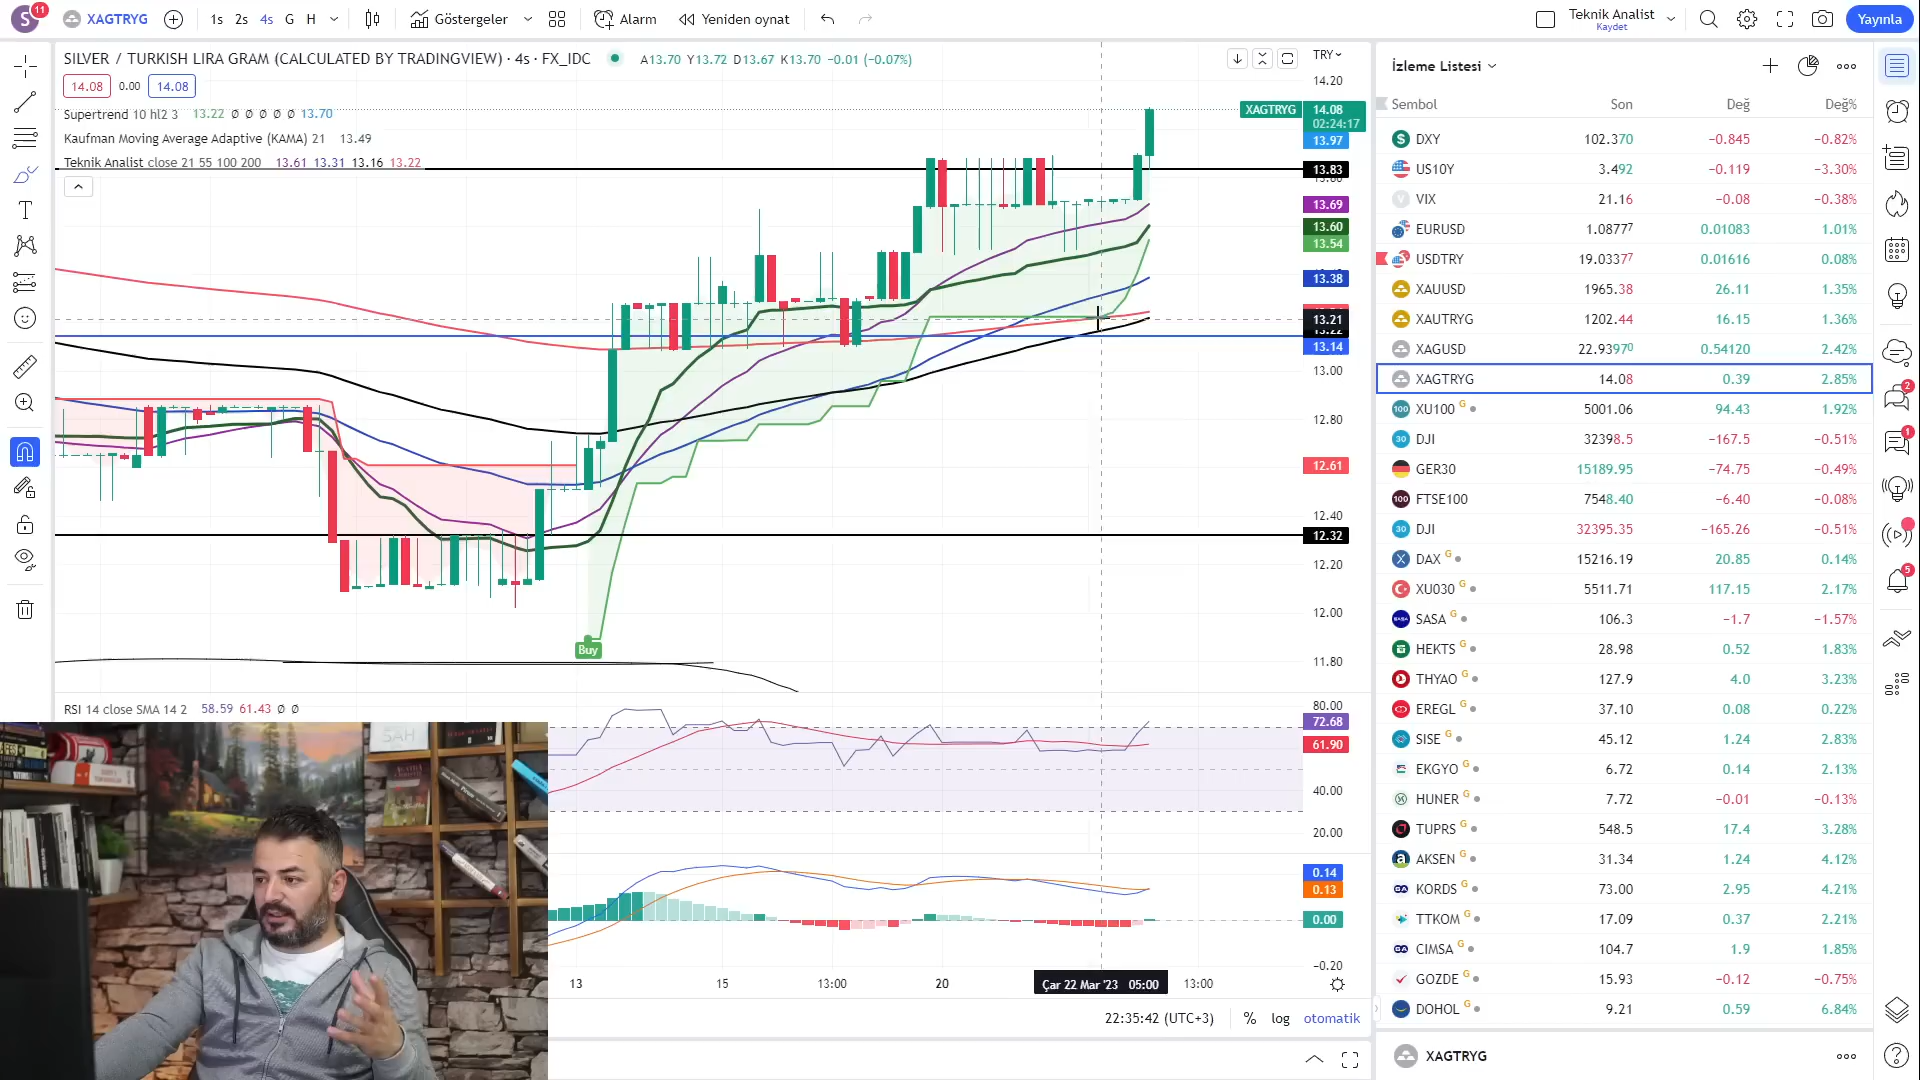 S 11 XAGTRYG 1s 2s 4s G H Göstergeler Alarm Yeniden oynat Teknik Analist Kaydet Yayınla
SILVER / TURKISH LIRA GRAM (CALCULATED BY TRADINGVIEW) · 4s · FX_IDC A13.70 Y13.72 D13.67 K13.70 −0.01 (−0.07%)
14.08 0.00 14.08
Supertrend 10 hl2 3 13.22 Ø Ø Ø Ø Ø 13.70
Kaufman Moving Average Adaptive (KAMA) 21 13.49
Teknik Analist close 21 55 100 200 13.61 13.31 13.16 13.22
TRY
14.20
XAGTRYG 14.08
02:24:17
13.97
13.83
13.69
13.60
13.54
13.38
13.21
13.14
13.00
12.80
12.61
12.40
12.32
12.20
12.00
11.80
Buy
RSI 14 close SMA 14 2 58.59 61.43 Ø Ø
80.00
72.68
61.90
40.00
20.00
0.14
0.13
0.00
−0.20
13 15 13:00 20 Çar 22 Mar '23 05:00 13:00
22:35:42 (UTC+3) % log otomatik
İzleme Listesi
Sembol Son Değ Değ%
DXY 102.370 −0.845 −0.82%
US10Y 3.492 −0.119 −3.30%
VIX 21.16 −0.08 −0.38%
EURUSD 1.08777 0.01083 1.01%
USDTRY 19.03377 0.01616 0.08%
XAUUSD 1965.38 26.11 1.35%
XAUTRYG 1202.44 16.15 1.36%
XAGUSD 22.93970 0.54120 2.42%
XAGTRYG 14.08 0.39 2.85%
XU100 G 5001.06 94.43 1.92%
DJI 32398.5 −167.5 −0.51%
GER30 15189.95 −74.75 −0.49%
FTSE100 7548.40 −6.40 −0.08%
DJI 32395.35 −165.26 −0.51%
DAX G 15216.19 20.85 0.14%
XU030 G 5511.71 117.15 2.17%
SASA G 106.3 −1.7 −1.57%
HEKTS G 28.98 0.52 1.83%
THYAO G 127.9 4.0 3.23%
EREGL G 37.10 0.08 0.22%
SISE G 45.12 1.24 2.83%
EKGYO G 6.72 0.14 2.13%
HUNER G 7.72 −0.01 −0.13%
TUPRS G 548.5 17.4 3.28%
AKSEN G 31.34 1.24 4.12%
KORDS G 73.00 2.95 4.21%
TTKOM G 17.09 0.37 2.21%
CIMSA G 104.7 1.9 1.85%
GOZDE G 15.93 −0.12 −0.75%
DOHOL G 9.21 0.59 6.84%
XAGTRYG
2
1
5